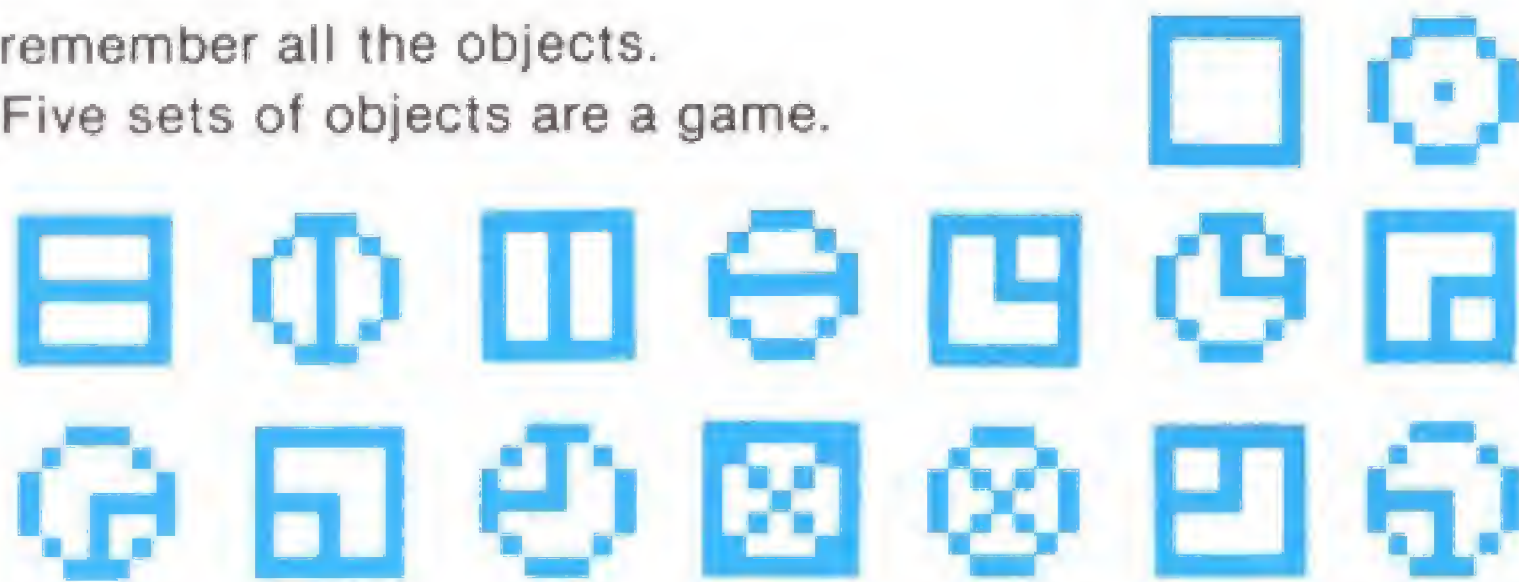 remember all the objects.
Five sets of objects are a game.